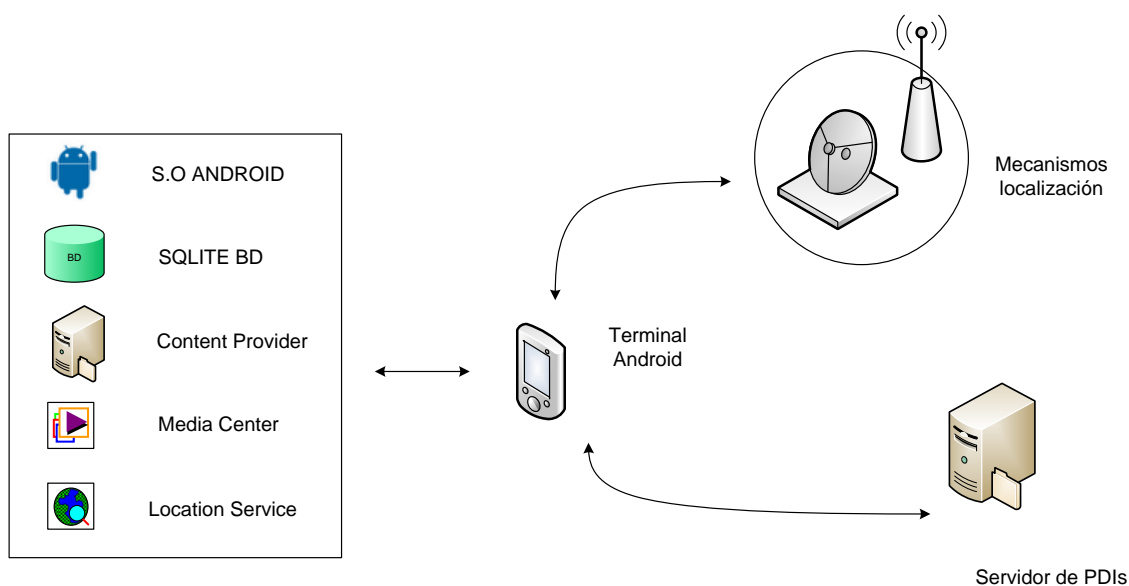 S.O ANDROID
BD
SQLITE BD
Content Provider
Media Center
Location Service
Terminal
Android
Mecanismos
localización
Servidor de PDIs